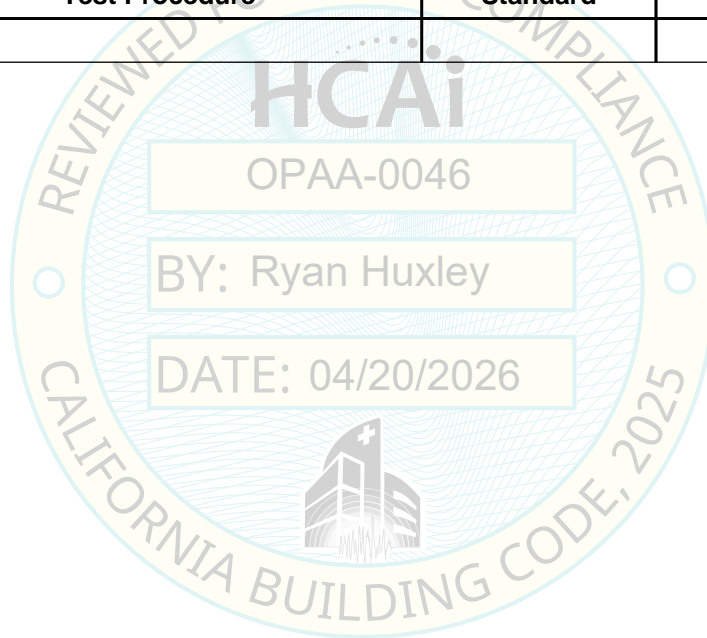 Test Procedure Standard
REVIEWED FOR COMPLIANCE
HCAi
OPAA-0046
BY: Ryan Huxley
DATE: 04/20/2026
CALIFORNIA BUILDING CODE, 2025